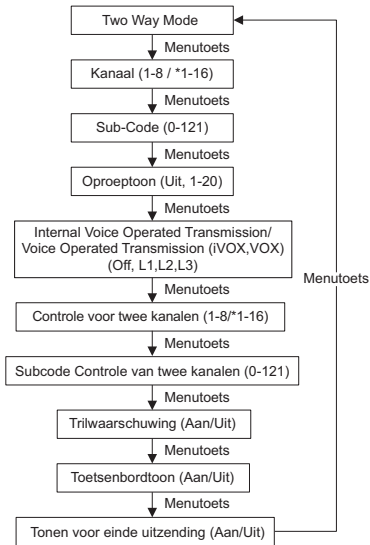 Two Way Mode
Menutoets
Kanaal (1-8 / *1-16)
Menutoets
Sub-Code (0-121)
Menutoets
Oproeptoon (Uit, 1-20)
Menutoets
Internal Voice Operated Transmission/
Voice Operated Transmission (iVOX,VOX)
(Off, L1,L2,L3)
Menutoets
Menutoets
Controle voor twee kanalen (1-8/*1-16)
Menutoets
Subcode Controle van twee kanalen (0-121)
Menutoets
Trilwaarschuwing (Aan/Uit)
Menutoets
Toetsenbordtoon (Aan/Uit)
Menutoets
Tonen voor einde uitzending (Aan/Uit)